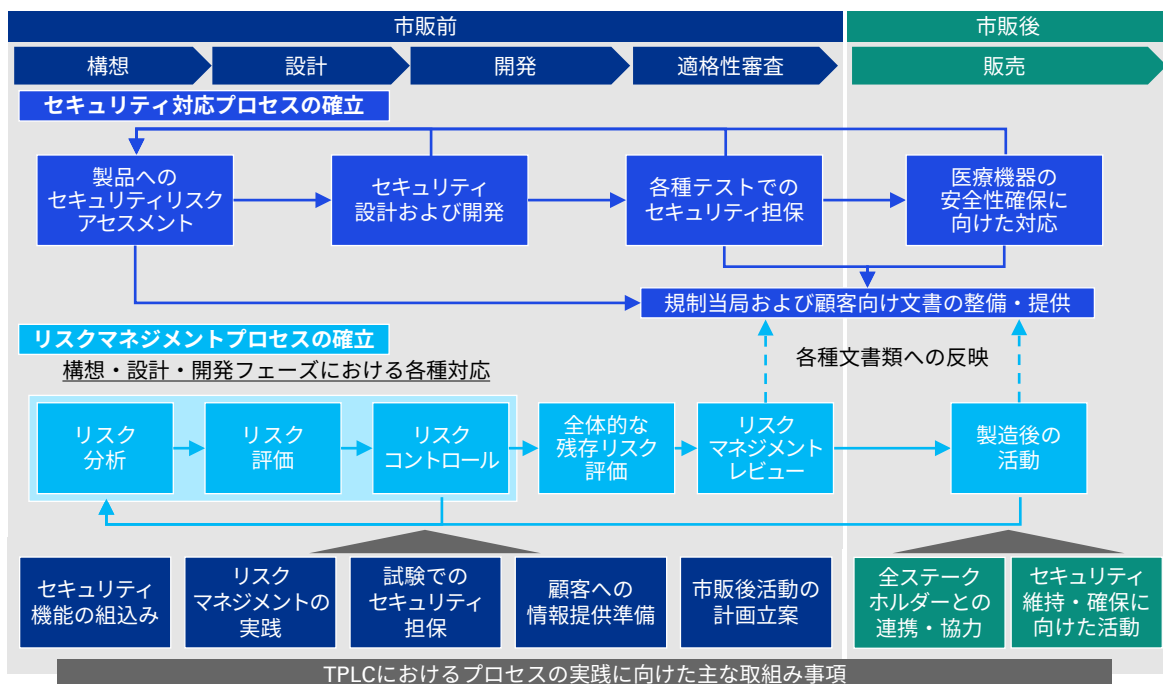 市販前
市販後
構想
設計
開発
適格性審査
販売
セキュリティ対応プロセスの確立
製品への
セキュリティリスク
アセスメント
セキュリティ
設計および開発
各種テストでの
セキュリティ担保
医療機器の
安全性確保に
向けた対応
規制当局および顧客向け文書の整備・提供
リスクマネジメントプロセスの確立
構想・設計・開発フェーズにおける各種対応
各種文書類への反映
リスク
分析
リスク
評価
リスク
コントロール
全体的な
残存リスク
評価
リスク
マネジメント
レビュー
製造後の
活動
セキュリティ
機能の組込み
リスク
マネジメントの
実践
試験での
セキュリティ
担保
顧客への
情報提供準備
市販後活動の
計画立案
全ステーク
ホルダーとの
連携・協力
セキュリティ
維持・確保に
向けた活動
TPLCにおけるプロセスの実践に向けた主な取組み事項